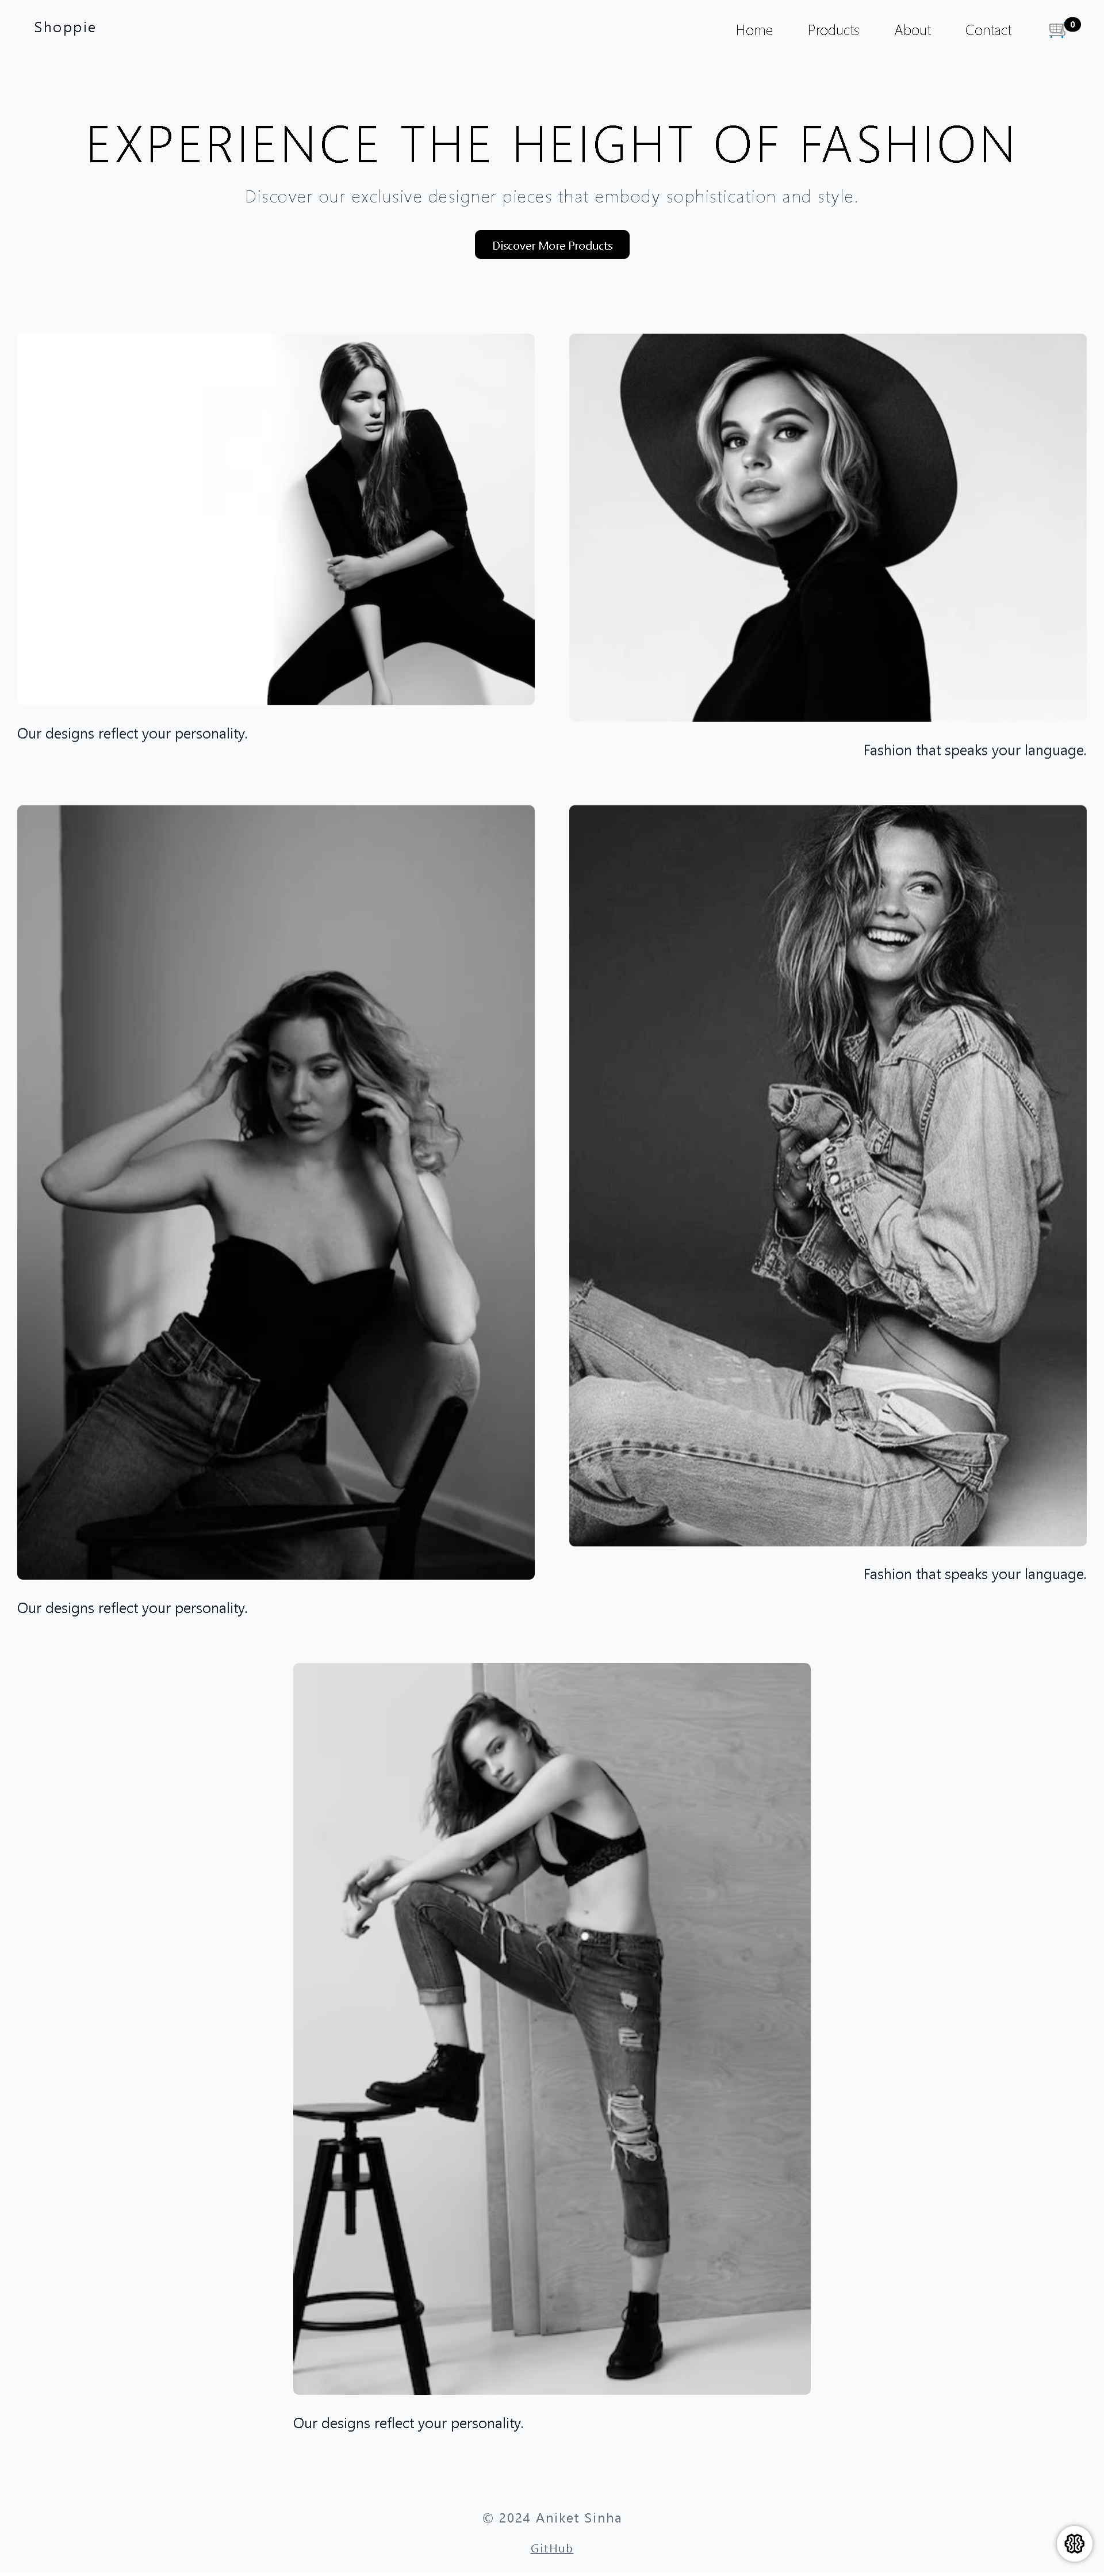 Shoppie
Home Products About Contact 0
EXPERIENCE THE HEIGHT OF FASHION
Discover our exclusive designer pieces that embody sophistication and style.
Discover More Products
Our designs reflect your personality.
Fashion that speaks your language.
Our designs reflect your personality.
Fashion that speaks your language.
Our designs reflect your personality.
© 2024 Aniket Sinha
GitHub